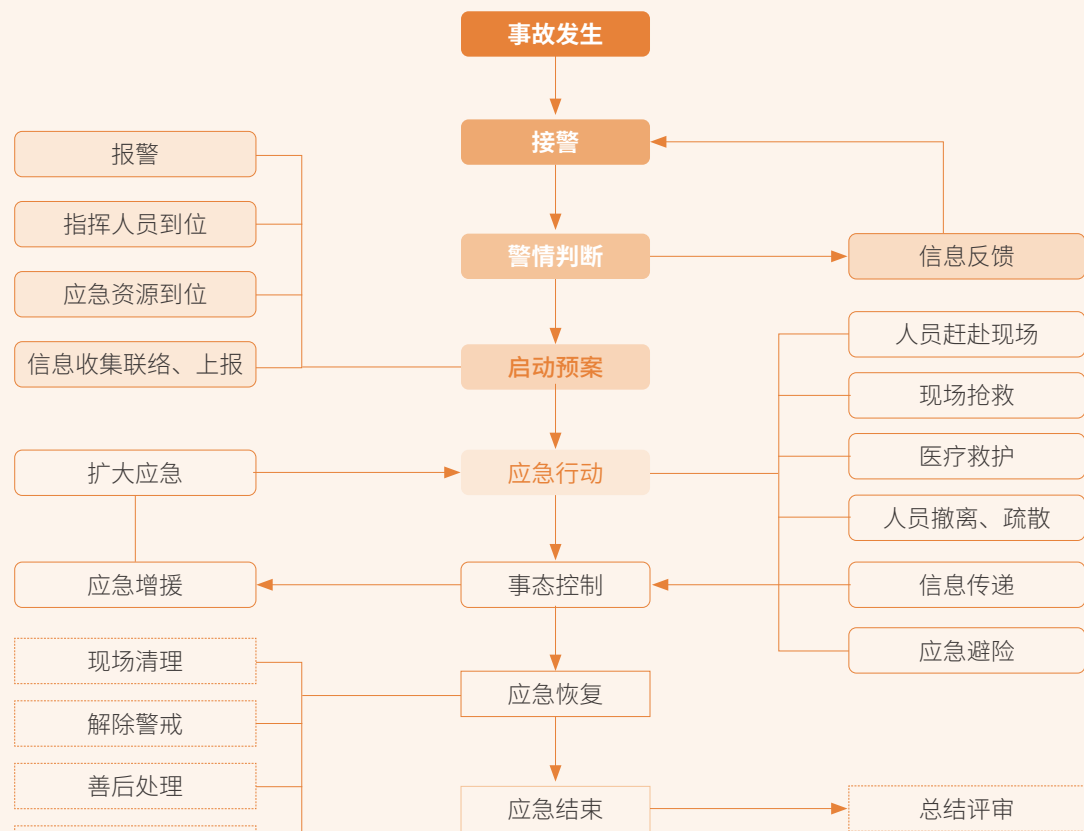 事故发生
接警
报警
指挥人员到位
警情判断
信息反馈
应急资源到位
人员赶赴现场
信息收集联络、上报
启动预案
现场抢救
医疗救护
扩大应急
应急行动
人员撤离、疏散
应急增援
事态控制
信息传递
应急避险
现场清理
应急恢复
解除警戒
善后处理
应急结束
总结评审